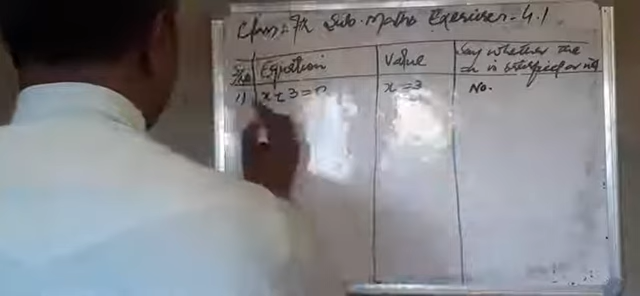 Class: 7th Sub. Maths Exercise - 4.1
Sr. No Equation Value Say whether the
eqn is satisfied or not
1) x + 3 = 0 x = 3 No.